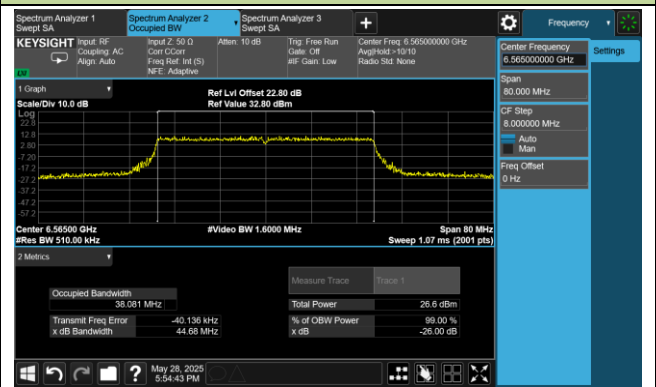 Spectrum Analyzer 1
Swept SA
Spectrum Analyzer 2
Occupied BW
Spectrum Analyzer 3
Swept SA
Frequency
KEYSIGHT
Input: RF
Coupling: AC
Align: Auto
Input Z: 50 Ω
Corr CCorr
Freq Ref: Int (S)
NFE: Adaptive
Atten: 10 dB
Trig: Free Run
Gate: Off
#IF Gain: Low
Center Freq: 6.565000000 GHz
Avg|Hold:>10/10
Radio Std: None
Center Frequency
6.565000000 GHz
Settings
Span
80.000 MHz
CF Step
8.000000 MHz
Auto
Man
Freq Offset
0 Hz
1 Graph
Scale/Div 10.0 dB
Ref Lvl Offset 22.80 dB
Ref Value 32.80 dBm
Log
22.8
12.8
2.80
-7.20
-17.2
-27.2
-37.2
-47.2
-57.2
Center 6.56500 GHz
#Video BW 1.6000 MHz
Span 80 MHz
#Res BW 510.00 kHz
Sweep 1.07 ms (2001 pts)
2 Metrics
Measure Trace
Trace 1
Occupied Bandwidth
38.081 MHz
Total Power
26.6 dBm
Transmit Freq Error
-40.136 kHz
% of OBW Power
99.00 %
x dB Bandwidth
44.68 MHz
x dB
-26.00 dB
?
May 28, 2025
5:54:43 PM